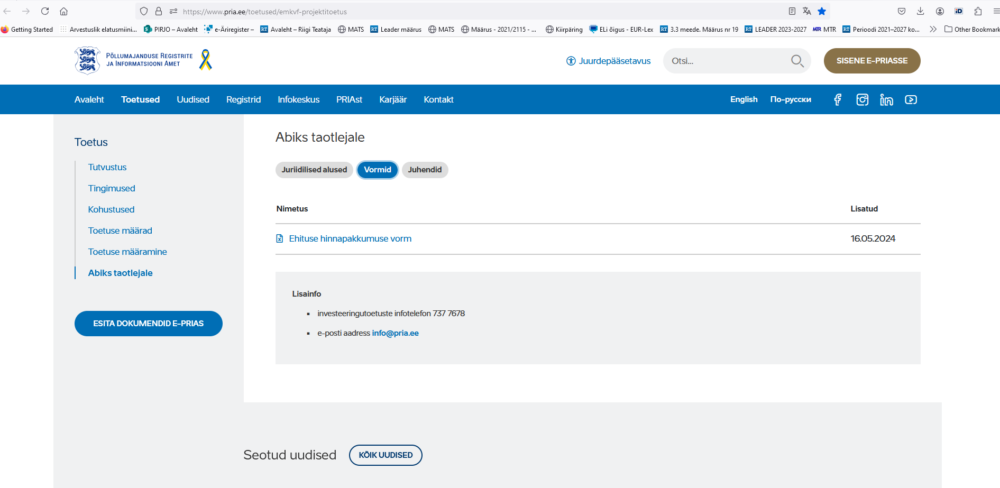 https://www.pria.ee/toetused/emkvf-projektitoetus
Getting Started Arvestuslik elatusmiini... PIRJO – Avaleht e-Äriregister – Avaleht – Riigi Teataja MATS Leader määrus MATS Määrus - 2021/2115 - ... Kiirpäring ELi õigus - EUR-Lex 3.3 meede. Määrus nr 19 LEADER 2023-2027 MTR MTR Perioodi 2021–2027 ko... Other Bookmark
PÕLLUMAJANDUSE REGISTRITE
JA INFORMATSIOONI AMET
Juurdepääsetavus
Otsi...
SISENE E-PRIASSE
Avaleht Toetused Uudised Registrid Infokeskus PRIAst Karjäär Kontakt English По-русски
Toetus
Tutvustus
Tingimused
Kohustused
Toetuse määrad
Toetuse määramine
Abiks taotlejale
ESITA DOKUMENDID E-PRIAS
Abiks taotlejale
Juriidilised alused Vormid Juhendid
Nimetus Lisatud
Ehituse hinnapakkumuse vorm 16.05.2024
Lisainfo
investeeringutoetuste infotelefon 737 7678
e-posti aadress info@pria.ee
Seotud uudised KÕIK UUDISED